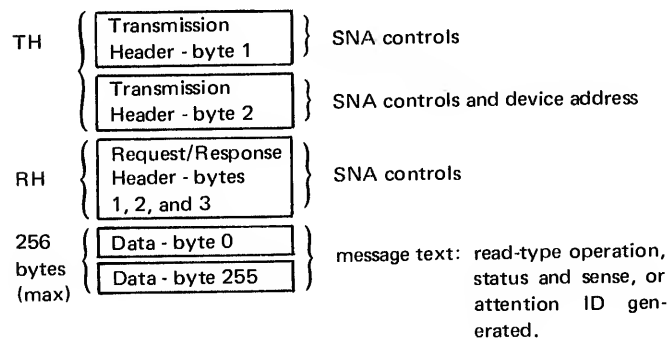 TH
Transmission
Header - byte 1
SNA controls
Transmission
Header - byte 2
SNA controls and device address
RH
Request/Response
Header - bytes
1, 2, and 3
SNA controls
256
bytes
(max)
Data - byte 0
Data - byte 255
message text: read-type operation,
status and sense, or
attention ID gen-
erated.